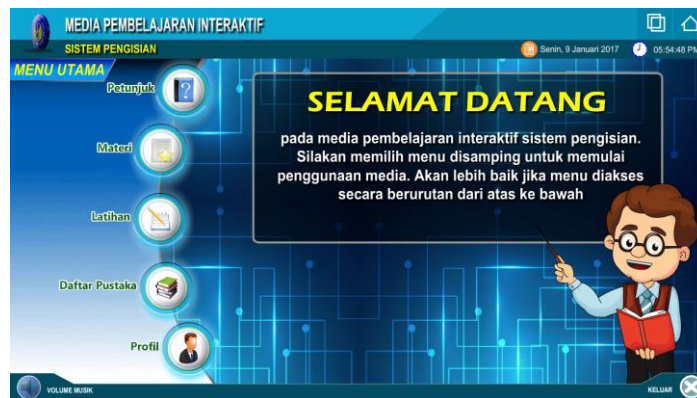 MEDIA PEMBELAJARAN INTERAKTIF
SISTEM PENGISIAN
Senin, 9 Januari 2017
05:54:48 PM
MENU UTAMA
Petunjuk
Materi
Latihan
Daftar Pustaka
Profil
SELAMAT DATANG
pada media pembelajaran interaktif sistem pengisian.
Silakan memilih menu disamping untuk memulai
penggunaan media. Akan lebih baik jika menu diakses
secara berurutan dari atas ke bawah
VOLUME MUSIK
KELUAR